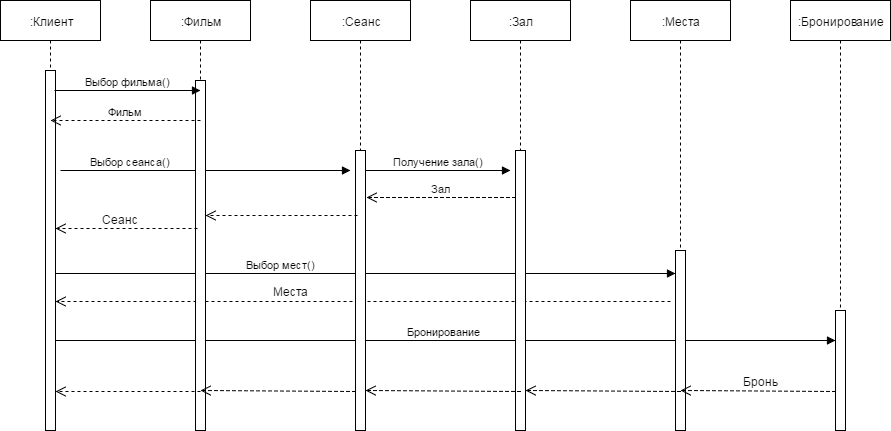 :Клиент
:Фильм
:Сеанс
:Зал
:Места
:Бронирование
Выбор фильма()
Фильм
Выбор сеанса()
Получение зала()
Зал
Сеанс
Выбор мест()
Места
Бронирование
Бронь